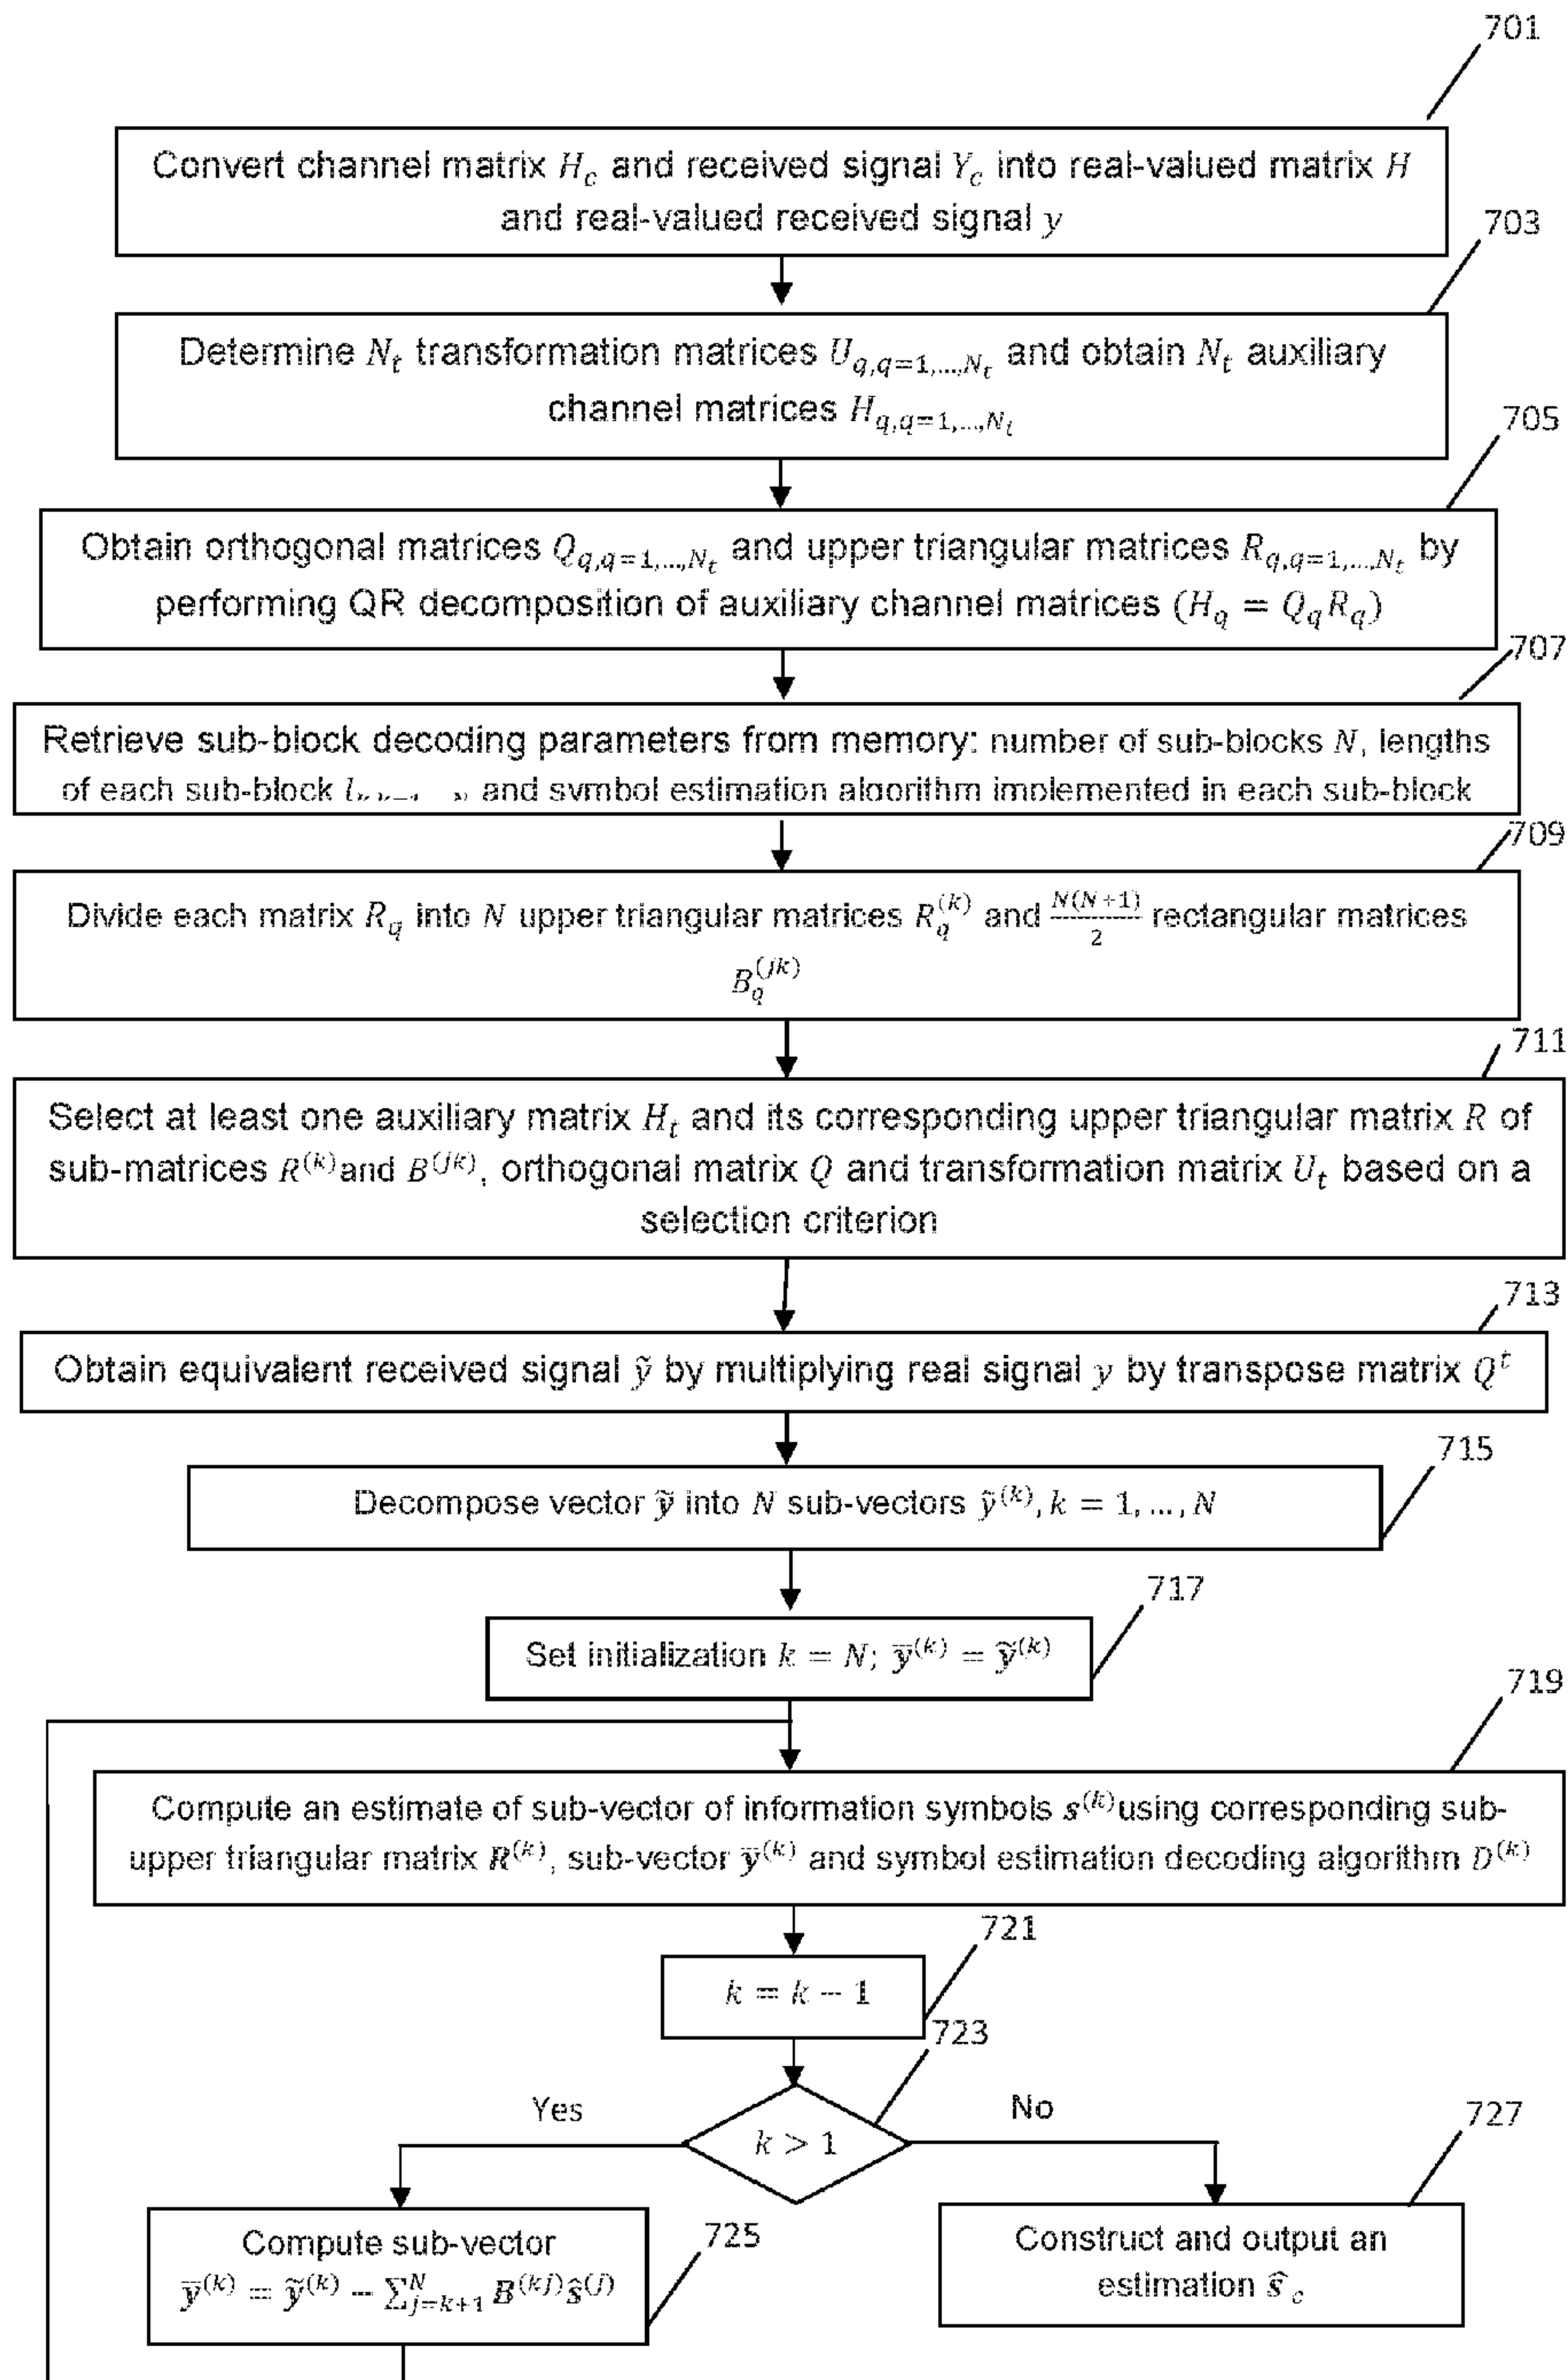 701
Convert channel matrix H_c and received signal Y_c into real-valued matrix H
and real-valued received signal y
703
Determine N_t transformation matrices U_{q,q=1,...,N_t} and obtain N_t auxiliary
channel matrices H_{q,q=1,...,N_t}
705
Obtain orthogonal matrices Q_{q,q=1,...,N_t} and upper triangular matrices R_{q,q=1,...,N_t} by
performing QR decomposition of auxiliary channel matrices (H_q = Q_q R_q)
707
Retrieve sub-block decoding parameters from memory: number of sub-blocks N, lengths
of each sub-block and symbol estimation algorithm implemented in each sub-block
709
Divide each matrix R_q into N upper triangular matrices R_q^{(k)} and N(N+1)/2 rectangular matrices
B_q^{(jk)}
711
Select at least one auxiliary matrix H_t and its corresponding upper triangular matrix R of
sub-matrices R^{(k)} and B^{(jk)}, orthogonal matrix Q and transformation matrix U_t based on a
selection criterion
713
Obtain equivalent received signal ỹ by multiplying real signal y by transpose matrix Q^t
715
Decompose vector ỹ into N sub-vectors ỹ^{(k)}, k = 1, ..., N
717
Set initialization k = N; ȳ^{(k)} = ỹ^{(k)}
719
Compute an estimate of sub-vector of information symbols s^{(k)} using corresponding sub-
upper triangular matrix R^{(k)}, sub-vector ȳ^{(k)} and symbol estimation decoding algorithm D^{(k)}
721
k = k − 1
723
Yes
k > 1
No
727
Compute sub-vector
ȳ^{(k)} = ỹ^{(k)} − ∑_{j=k+1}^{N} B^{(kj)} ŝ^{(j)}
725
Construct and output an
estimation ŝ_c